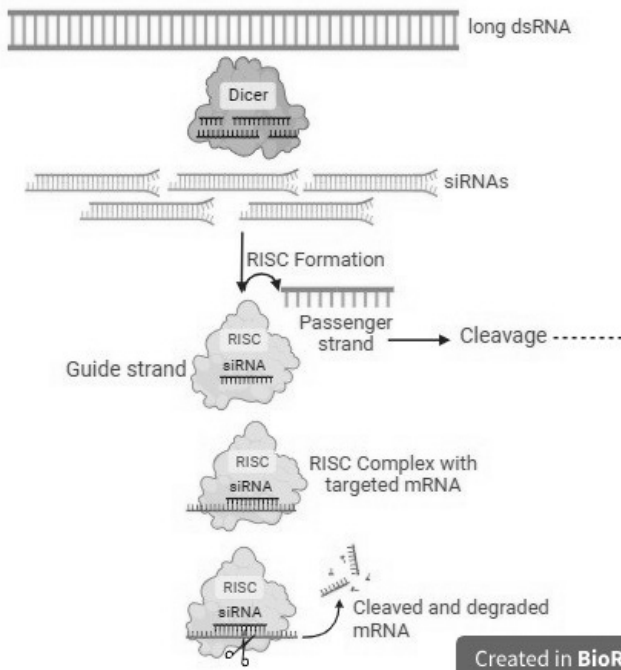 long dsRNA
Dicer
siRNAs
RISC Formation
Passenger
strand
Cleavage
RISC
siRNA
Guide strand
RISC
siRNA
RISC Complex with
targeted mRNA
RISC
siRNA
Cleaved and degraded
mRNA
Created in BioR